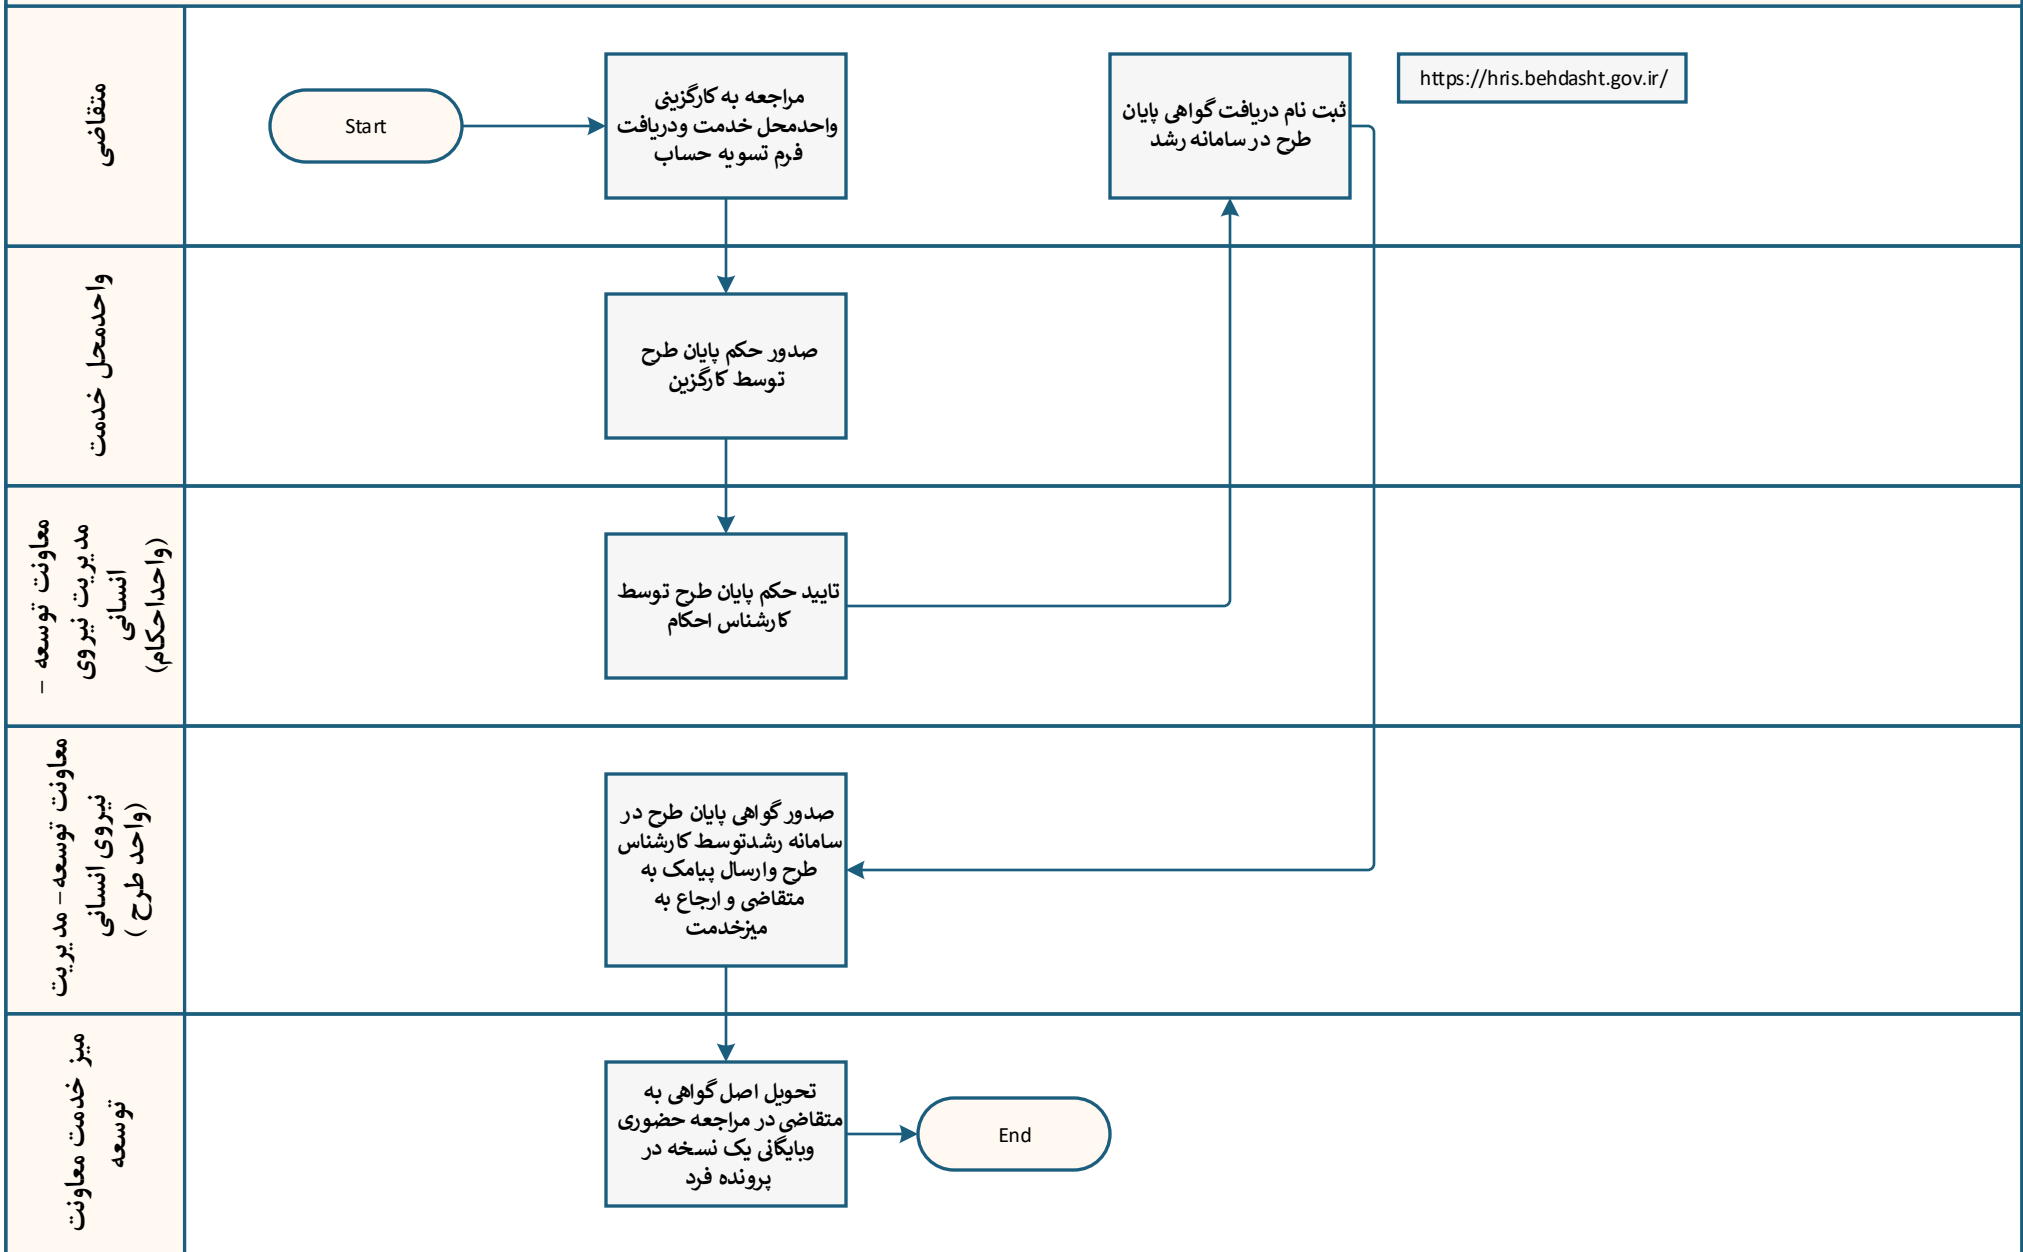 متقاضی
Start
مراجعه به کارگزینی
واحدمحل خدمت ودریافت
فرم تسویه حساب
ثبت نام دریافت گواهی پایان
طرح در سامانه رشد
https://hris.behdasht.gov.ir/
واحدمحل خدمت
صدور حکم پایان طرح
توسط کارگزین
معاونت توسعه –
مدیریت نیروی
انسانی
(واحداحکام)
تایید حکم پایان طرح توسط
کارشناس احکام
معاونت توسعه- مدیریت
نیروی انسانی
(واحد طرح )
صدور گواهی پایان طرح در
سامانه رشدتوسط کارشناس
طرح وارسال پیامک به
متقاضی و ارجاع به
میزخدمت
میز خدمت معاونت
توسعه
تحویل اصل گواهی به
متقاضی در مراجعه حضوری
وبایگانی یک نسخه در
پرونده فرد
End